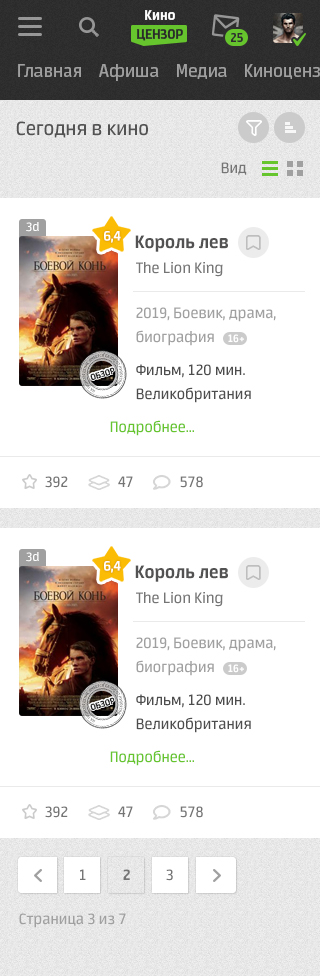 Кино
ЦЕНЗОР
25
Главная Афиша Медиа Киноценз
Сегодня в кино
Вид
3d
6,4
БОЕВОЙ КОНЬ
ОБЗОР
Король лев
The Lion King
2019, Боевик, драма,
биография 16+
Фильм, 120 мин.
Великобритания
Подробнее...
392 47 578
3d
6,4
БОЕВОЙ КОНЬ
ОБЗОР
Король лев
The Lion King
2019, Боевик, драма,
биография 16+
Фильм, 120 мин.
Великобритания
Подробнее...
392 47 578
1 2 3
Страница 3 из 7